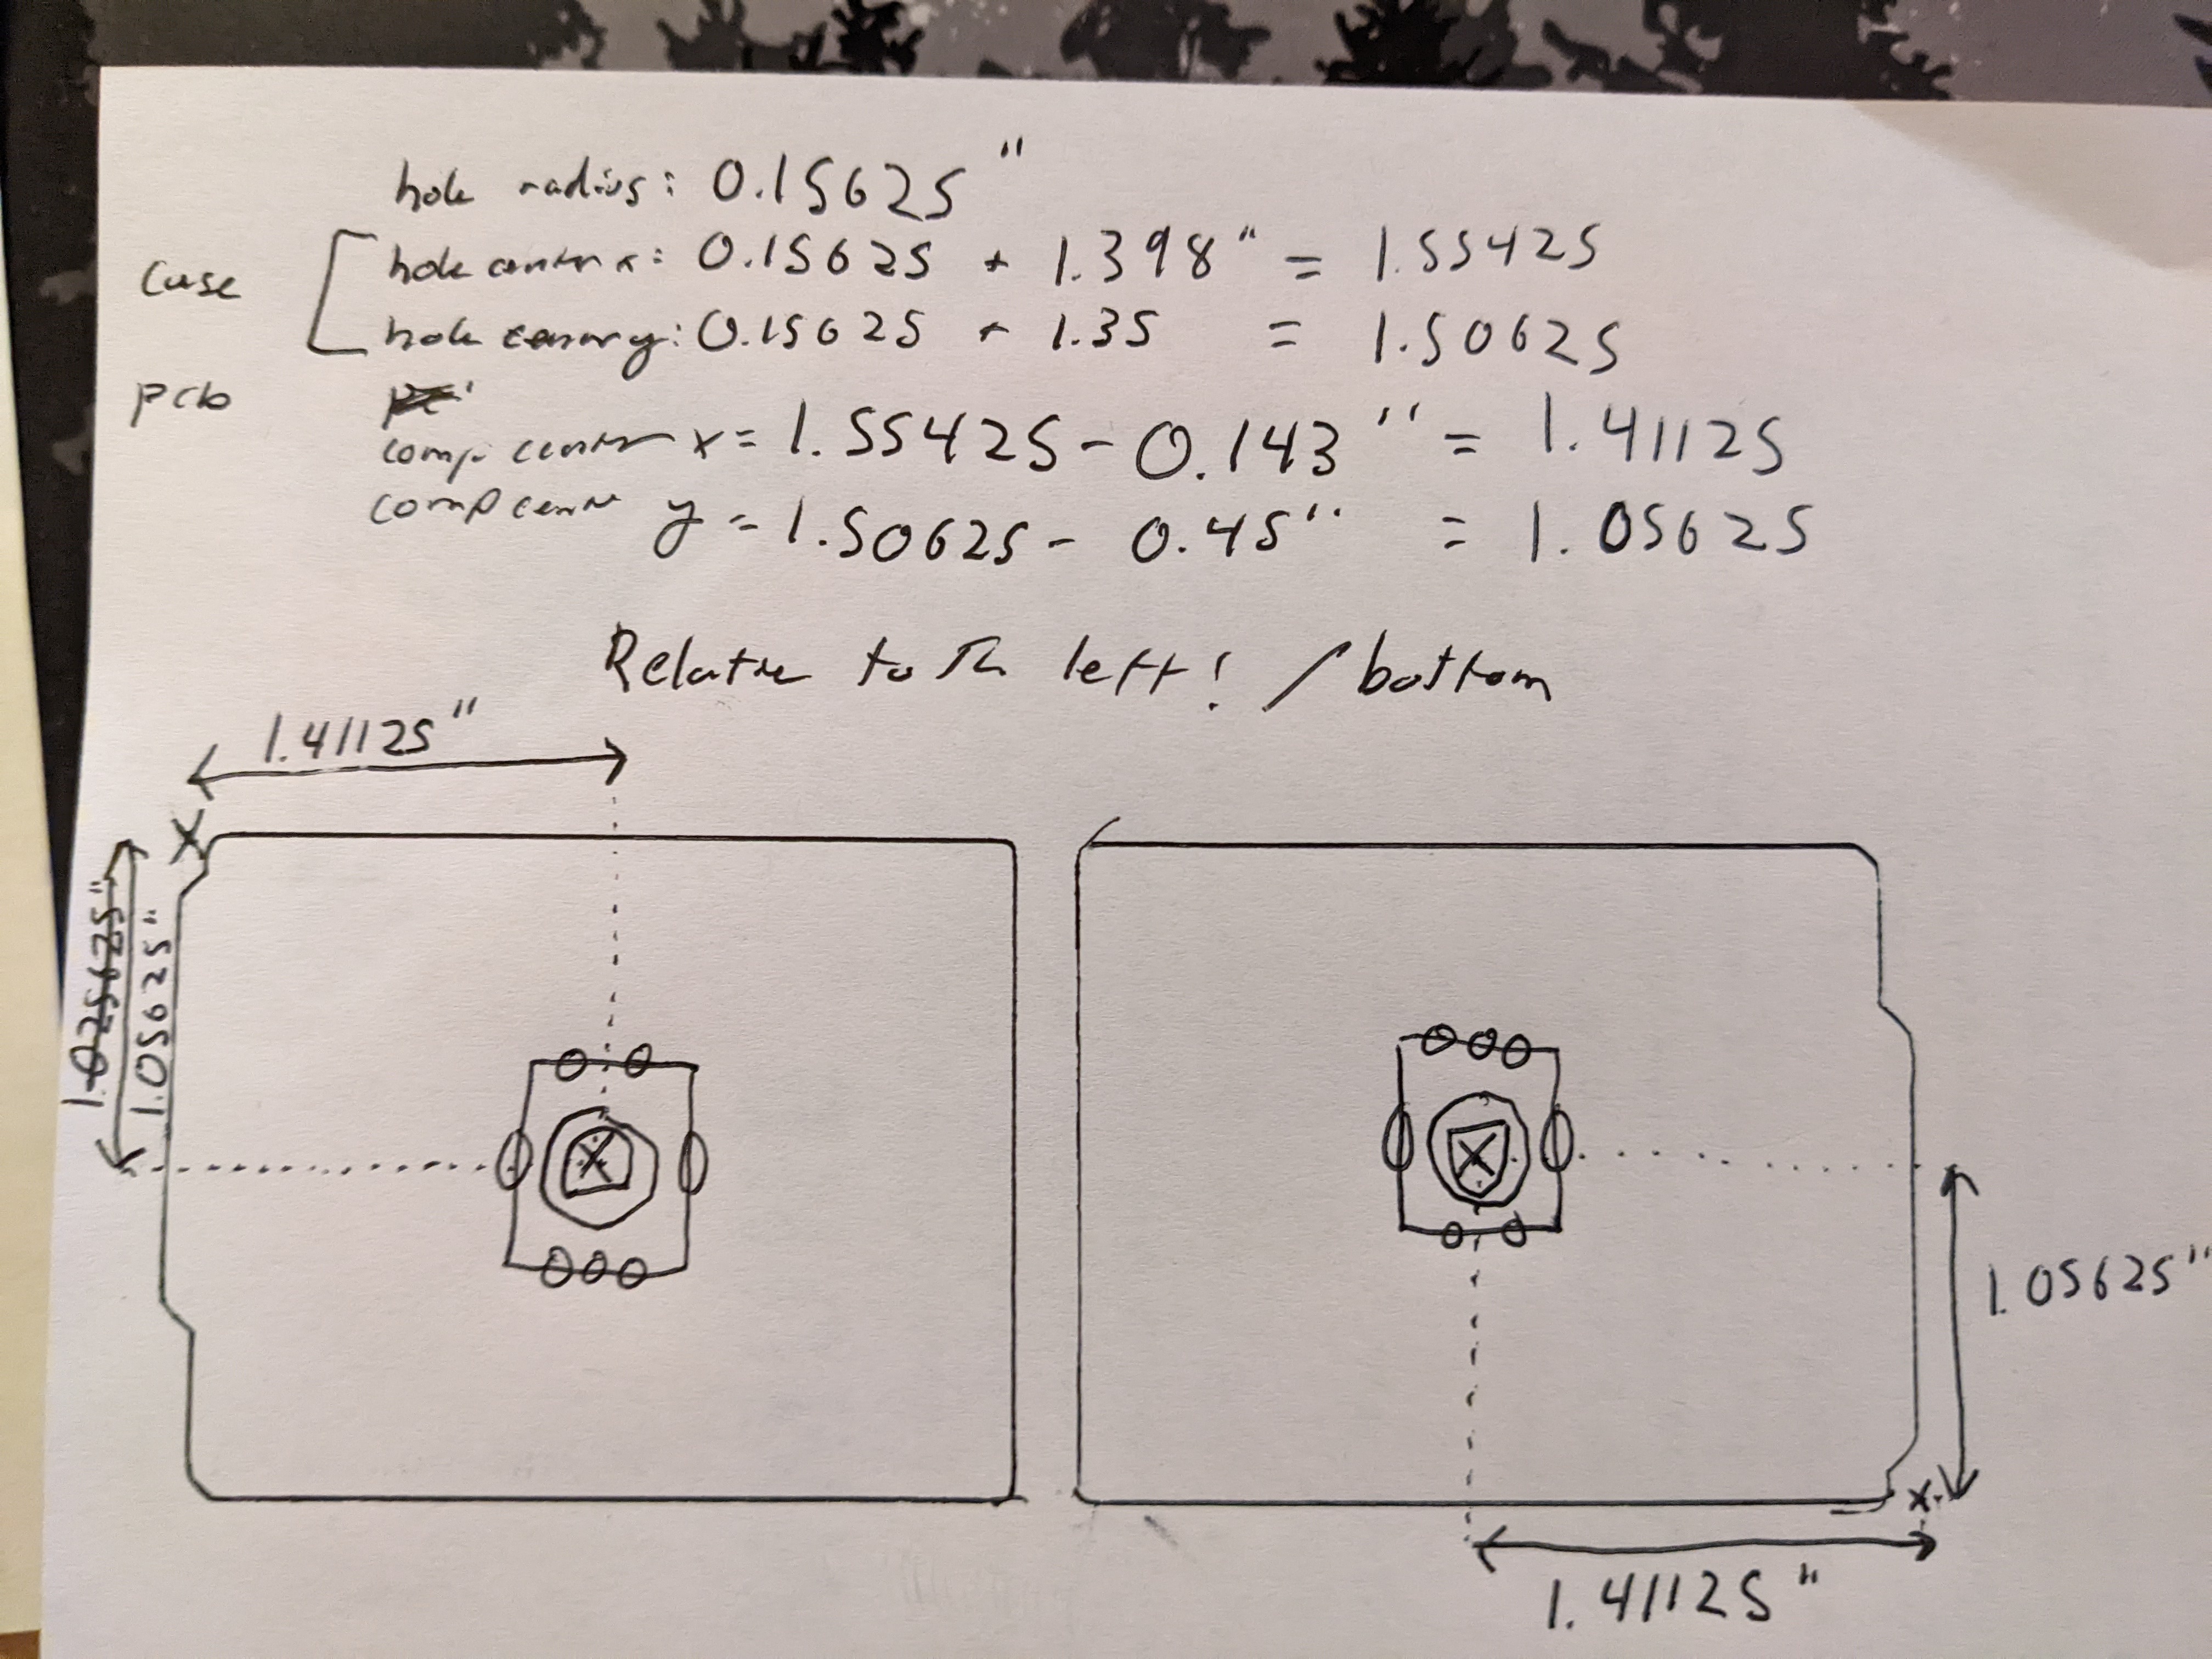 hole radius: 0.15625"
case
hole center x: 0.15625 + 1.398" = 1.55425
hole center y: 0.15625 + 1.35 = 1.50625
pcb
comp. center x = 1.55425 - 0.143" = 1.41125
comp center y = 1.50625 - 0.45" = 1.05625
Relative to the left! / bottom
1.41125"
X
1.025625"
1.05625"
X
X
1.05625"
x
1.41125"